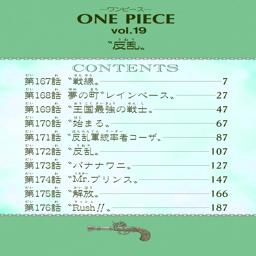 ―ワンピース―
ONE PIECE
vol.19
〝反乱〟
CONTENTS
第167話 〝戦線〟 7
第168話 夢の町〝レインベース〟 27
第169話 〝王国最強の戦士〟 47
第170話 〝始まる〟 67
第171話 〝反乱軍統率者コーザ〟 87
第172話 〝反乱〟 107
第173話 〝バナナワニ〟 127
第174話 〝Mr.プリンス〟 147
第175話 〝解放〟 166
第176話 〝Rush!!〟 187